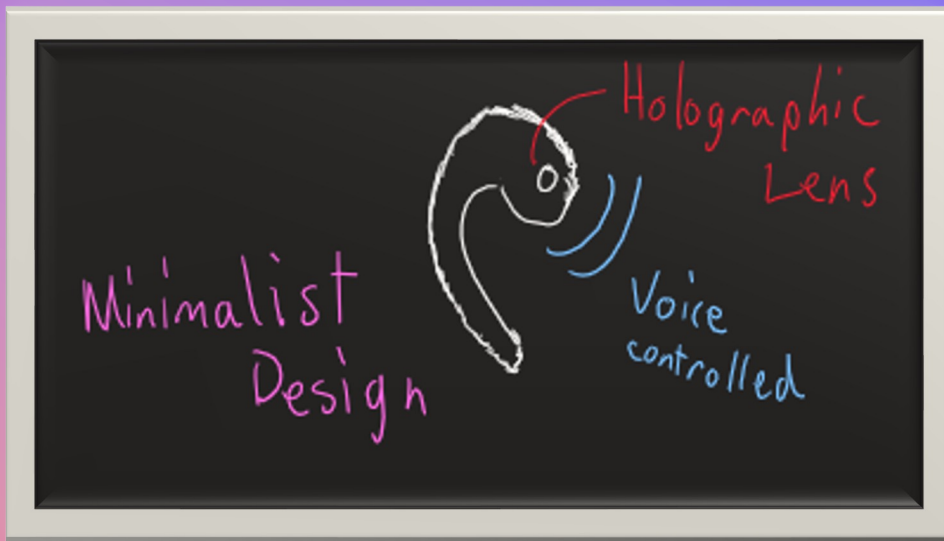 Holographic
Lens
Minimalist
Design
Voice
controlled